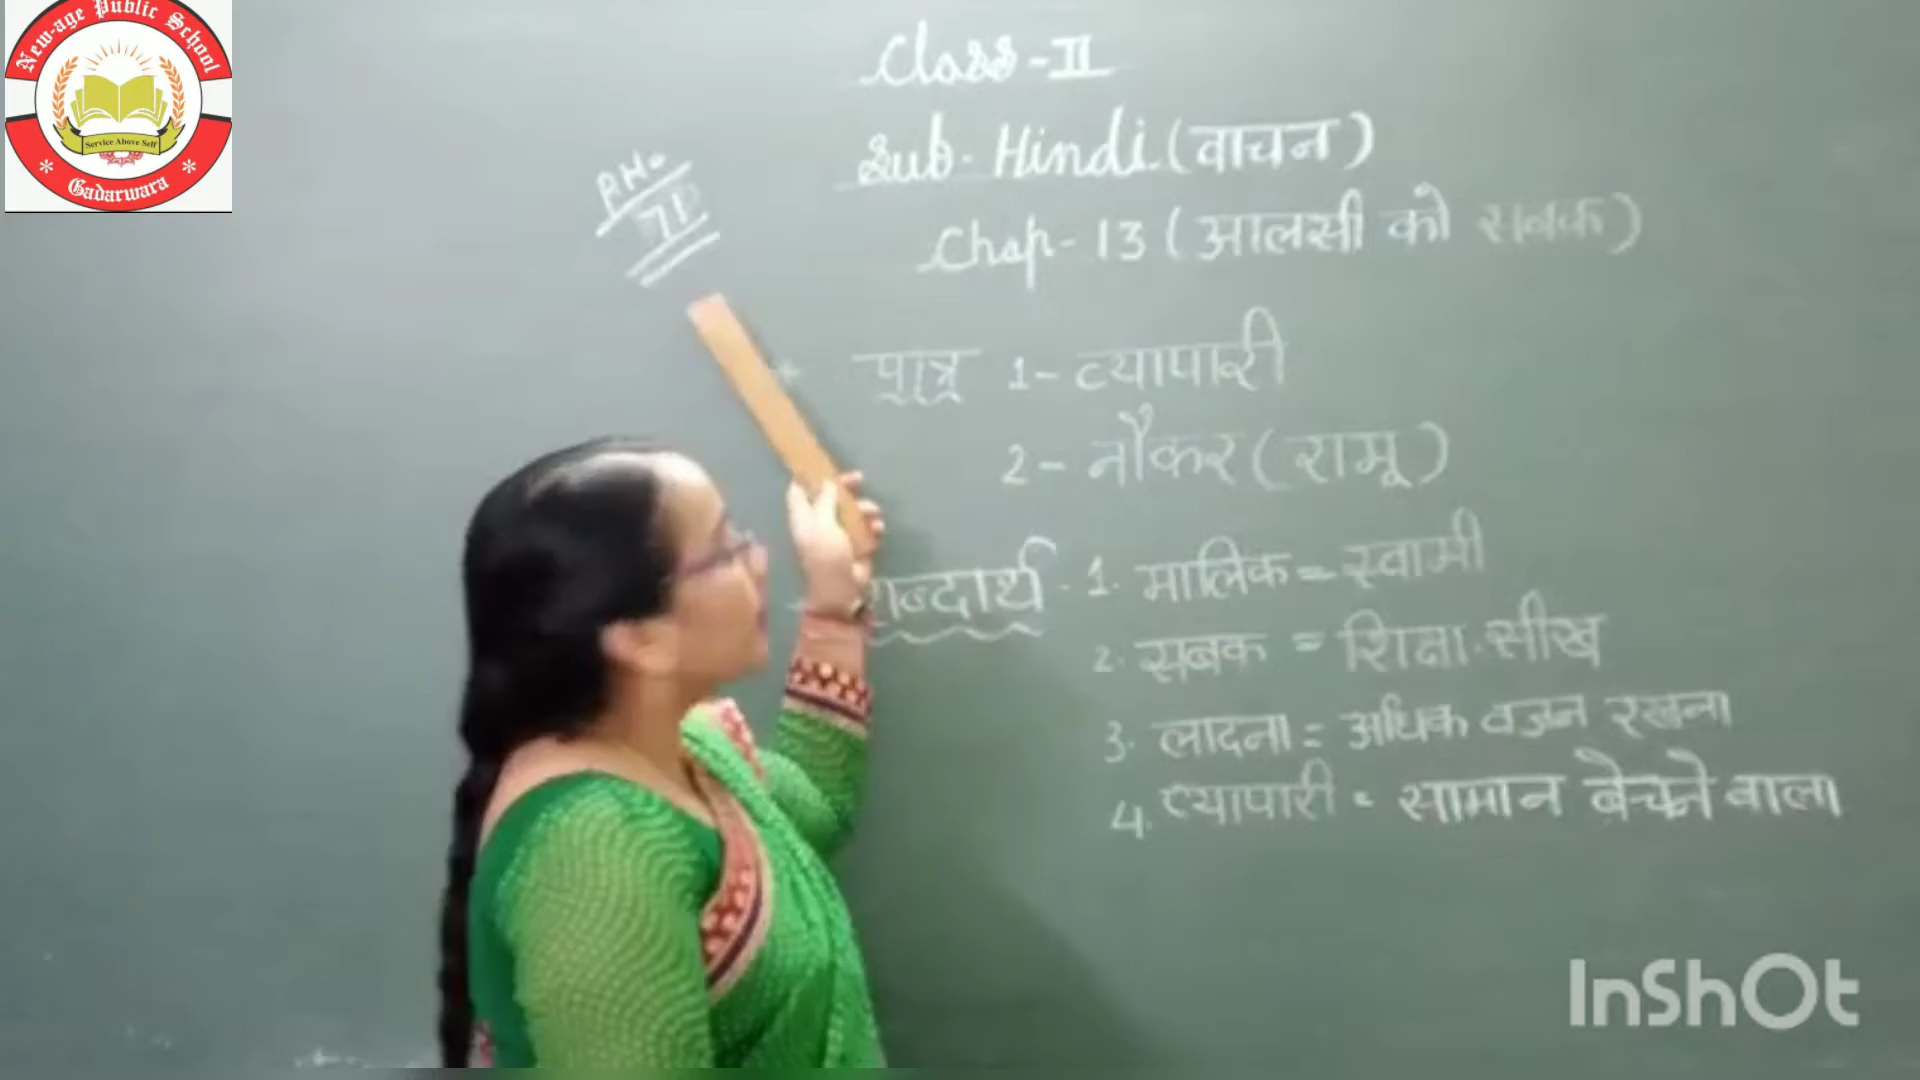 New-age Public School
Service Above Self
Gadarwara
Class-II
Sub. Hindi (वाचन)
Chap-13 (आलसी को सबक)
P.No
71
पात्र 1- व्यापारी
2- नौकर (रामू)
शब्दार्थ. 1. मालिक = स्वामी
2. सबक = शिक्षा. सीख
3. लादना = अधिक वजन रखना
4. व्यापारी = सामान बेचने वाला
InShOt